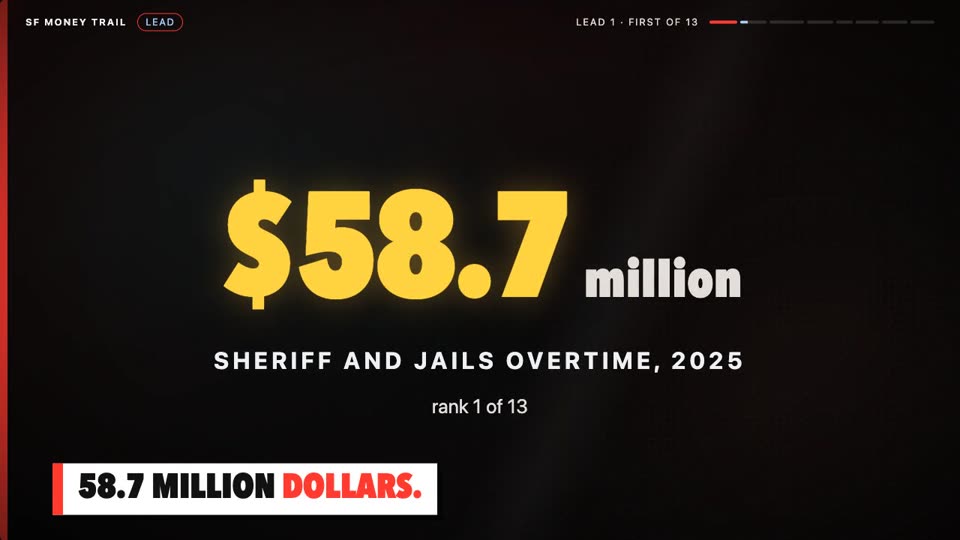 SF MONEY TRAIL LEAD
LEAD 1 · FIRST OF 13
$58.7 million
SHERIFF AND JAILS OVERTIME, 2025
rank 1 of 13
58.7 MILLION DOLLARS.